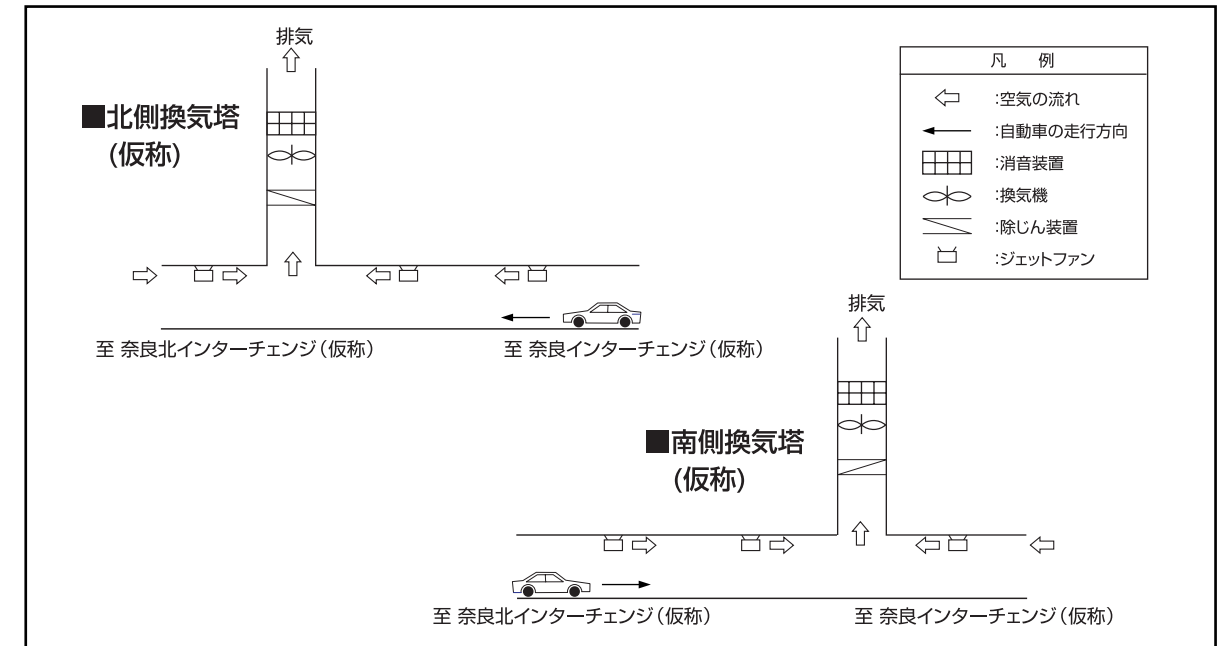 排気
■北側換気塔
(仮称)
至 奈良北インターチェンジ(仮称)
至 奈良インターチェンジ(仮称)
凡 例
:空気の流れ
:自動車の走行方向
:消音装置
:換気機
:除じん装置
:ジェットファン
排気
■南側換気塔
(仮称)
至 奈良北インターチェンジ(仮称)
至 奈良インターチェンジ(仮称)